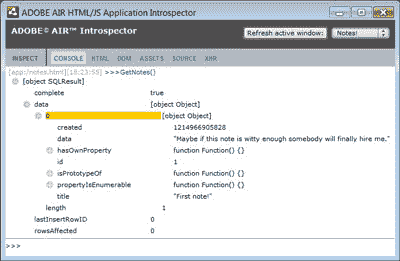 ADOBE AIR HTML/JS Application Introspector
ADOBE® AIR™ Introspector
Refresh active window:
Notes!
INSPECT
CONSOLE
HTML
DOM
ASSETS
SOURCE
XHR
[app:/notes.html][18:23:55] >>>GetNotes()
[object SQLResult]
complete true
data [object Object]
0 [object Object]
created 1214966905828
data "Maybe if this note is witty enough somebody will finally hire me."
hasOwnProperty function Function() {}
id 1
isPrototypeOf function Function() {}
propertyIsEnumerable function Function() {}
title "First note!"
length 1
lastInsertRowID 0
rowsAffected 0
>>>